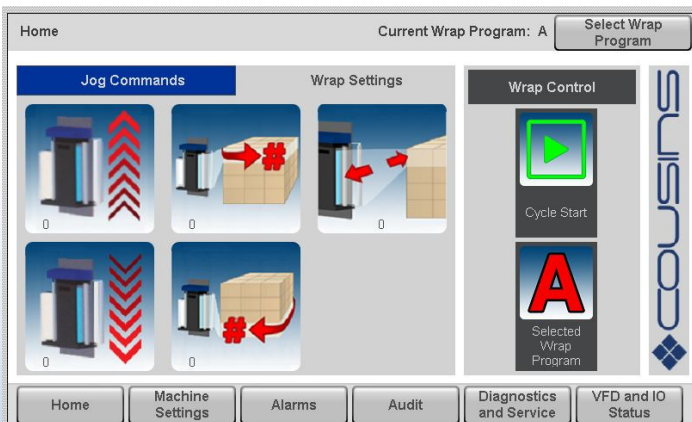 Home
Current Wrap Program: A
Select Wrap
Program
Jog Commands
Wrap Settings
#
0
0
0
#
0
0
Wrap Control
Cycle Start
A
Selected
Wrap
Program
COUSINS
Home
Machine
Settings
Alarms
Audit
Diagnostics
and Service
VFD and IO
Status